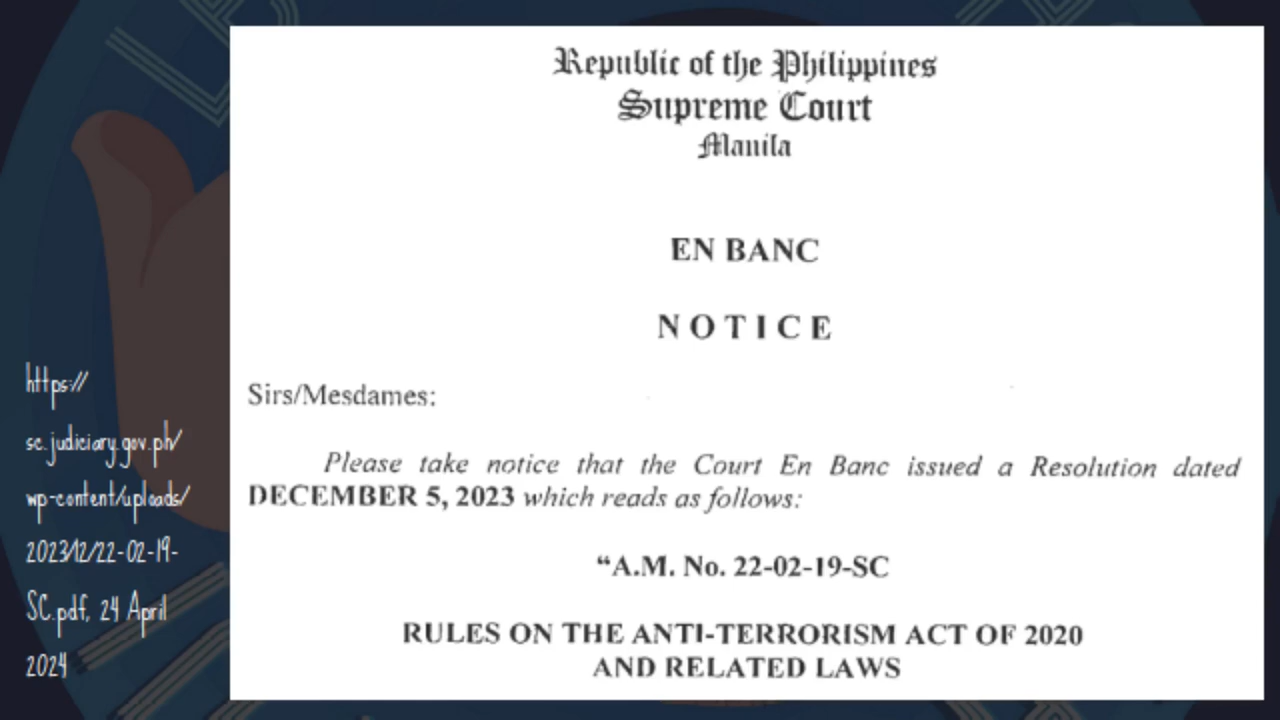 https://
sc.judiciary.gov.ph/
wp-content/uploads/
2023/12/22-02-19-
SC.pdf, 24 April
2024
Republic of the Philippines
Supreme Court
Manila
EN BANC
NOTICE
Sirs/Mesdames:
Please take notice that the Court En Banc issued a Resolution dated
DECEMBER 5, 2023 which reads as follows:
“A.M. No. 22-02-19-SC
RULES ON THE ANTI-TERRORISM ACT OF 2020
AND RELATED LAWS